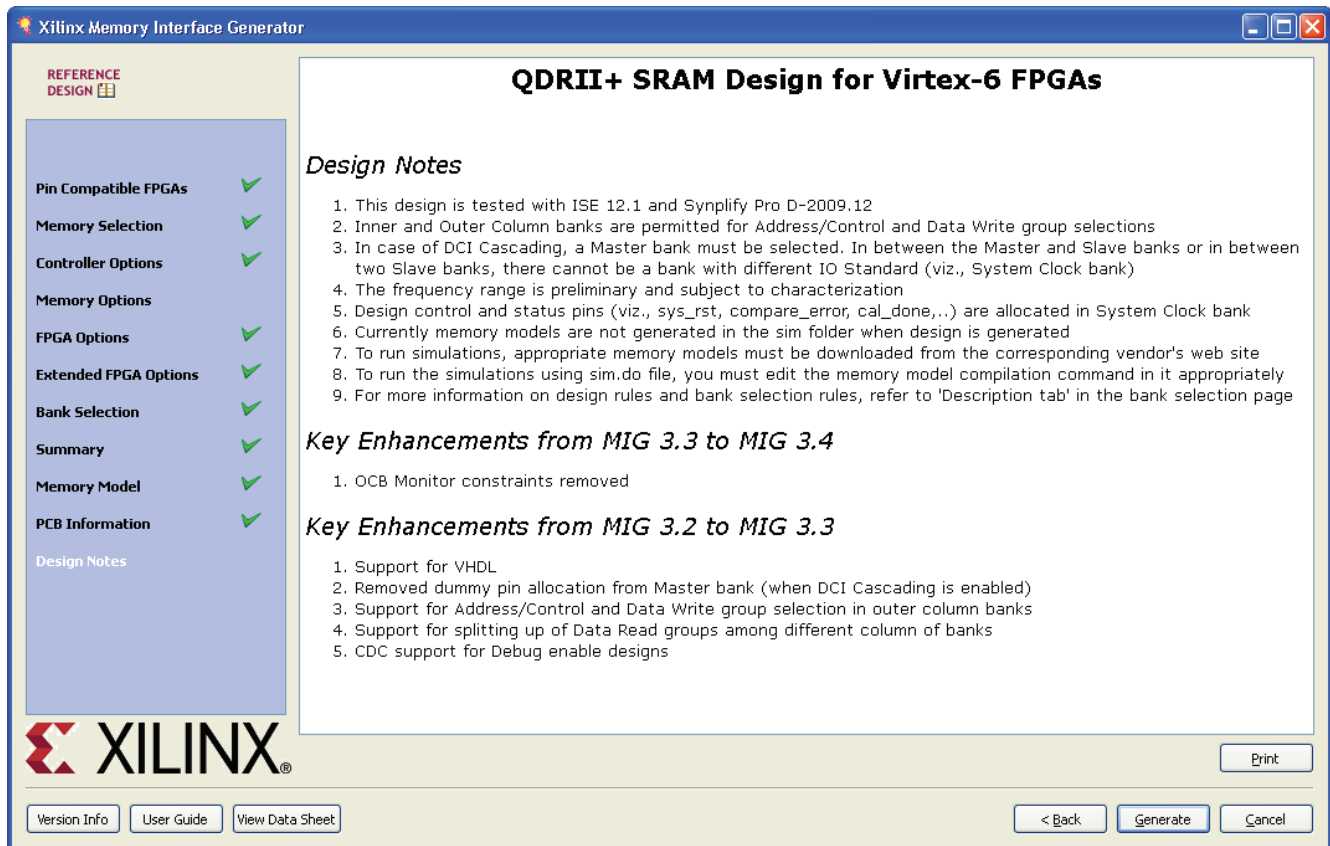 Xilinx Memory Interface Generator
REFERENCE
DESIGN
Pin Compatible FPGAs
Memory Selection
Controller Options
Memory Options
FPGA Options
Extended FPGA Options
Bank Selection
Summary
Memory Model
PCB Information
Design Notes
QDRII+ SRAM Design for Virtex-6 FPGAs
Design Notes
1. This design is tested with ISE 12.1 and Synplify Pro D-2009.12
2. Inner and Outer Column banks are permitted for Address/Control and Data Write group selections
3. In case of DCI Cascading, a Master bank must be selected. In between the Master and Slave banks or in between
two Slave banks, there cannot be a bank with different IO Standard (viz., System Clock bank)
4. The frequency range is preliminary and subject to characterization
5. Design control and status pins (viz., sys_rst, compare_error, cal_done,..) are allocated in System Clock bank
6. Currently memory models are not generated in the sim folder when design is generated
7. To run simulations, appropriate memory models must be downloaded from the corresponding vendor's web site
8. To run the simulations using sim.do file, you must edit the memory model compilation command in it appropriately
9. For more information on design rules and bank selection rules, refer to 'Description tab' in the bank selection page
Key Enhancements from MIG 3.3 to MIG 3.4
1. OCB Monitor constraints removed
Key Enhancements from MIG 3.2 to MIG 3.3
1. Support for VHDL
2. Removed dummy pin allocation from Master bank (when DCI Cascading is enabled)
3. Support for Address/Control and Data Write group selection in outer column banks
4. Support for splitting up of Data Read groups among different column of banks
5. CDC support for Debug enable designs
XILINX®
Print
Version Info
User Guide
View Data Sheet
< Back
Generate
Cancel